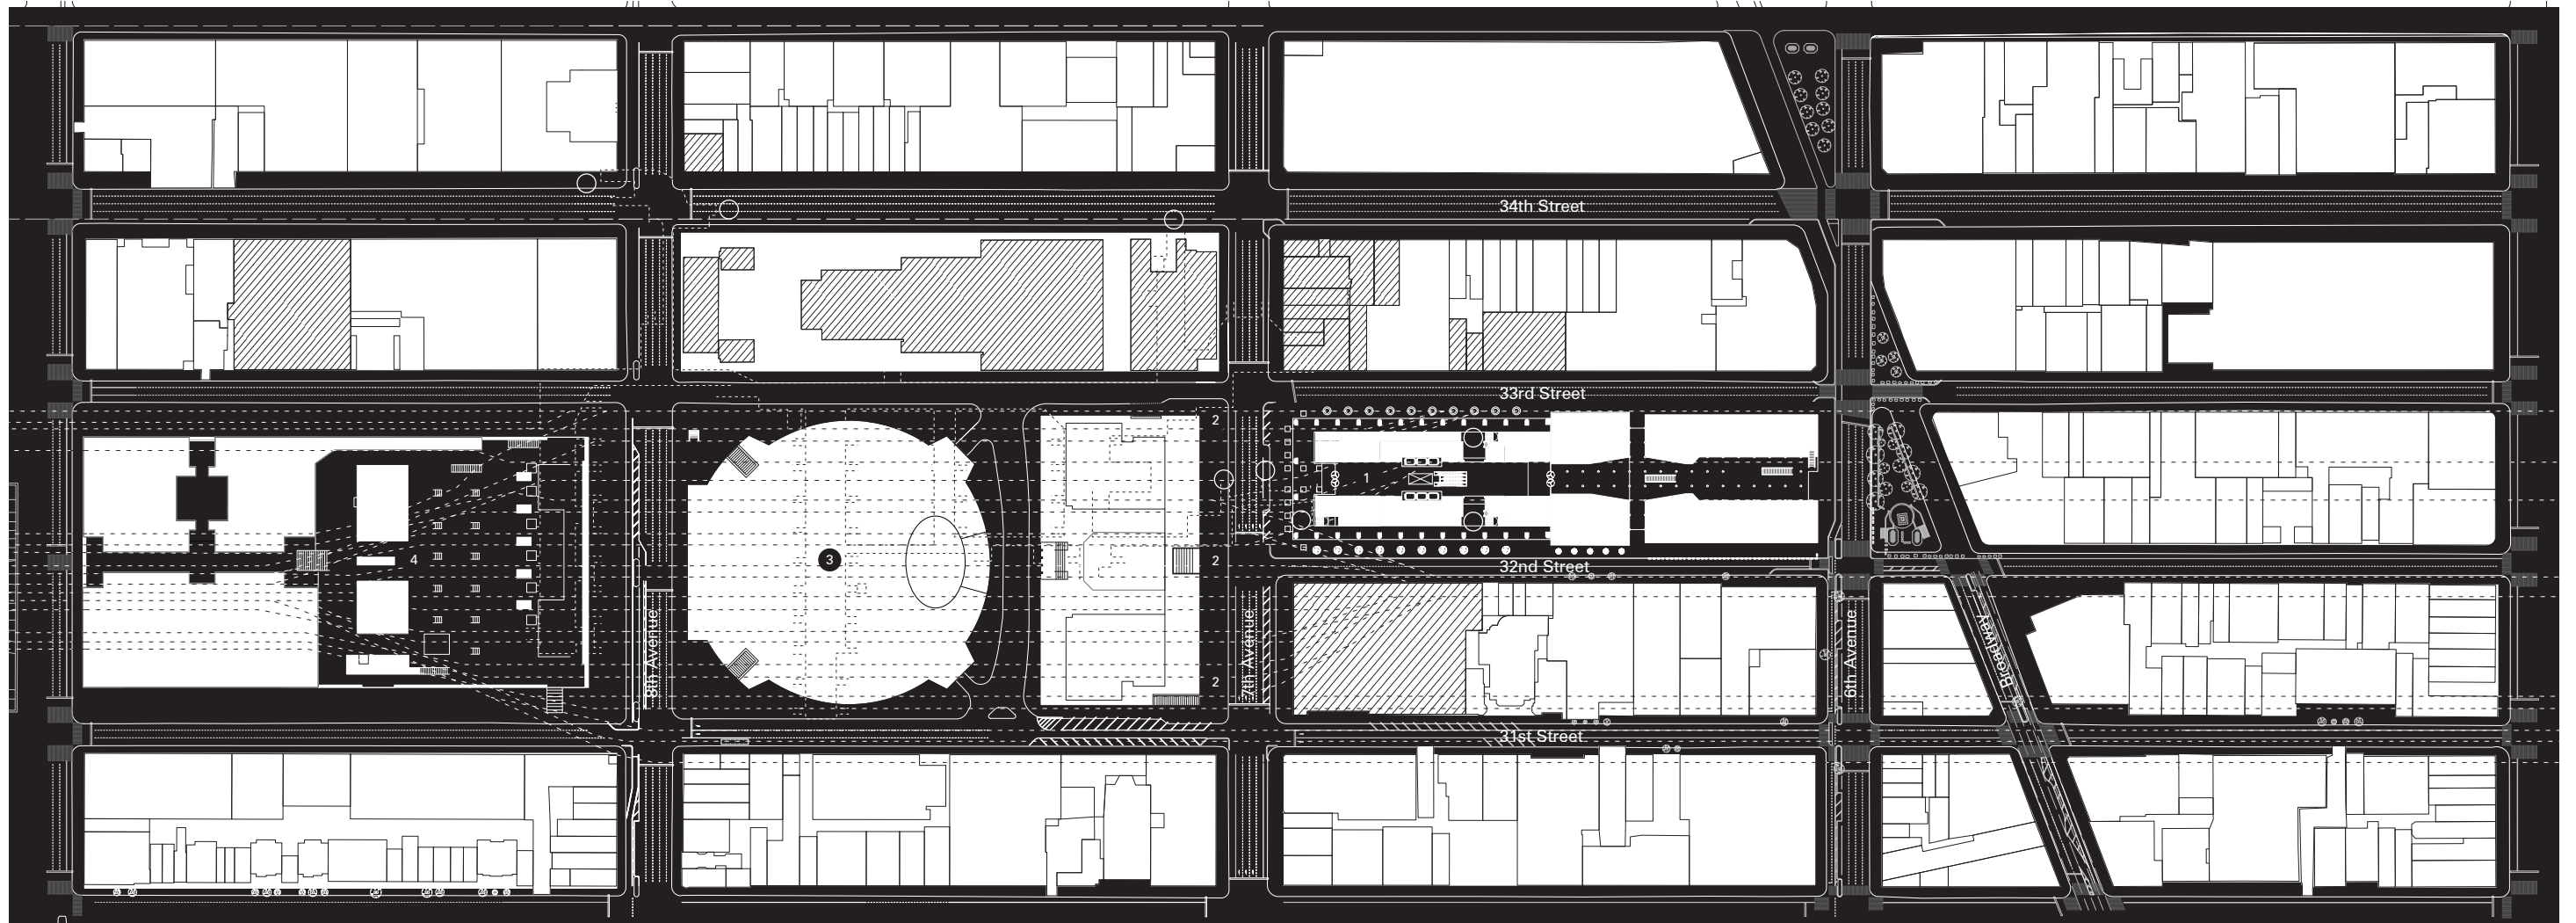 34th Street
33rd Street
2
1
3
4
2
32nd Street
8th Avenue
7th Avenue
6th Avenue
Broadway
2
31st Street